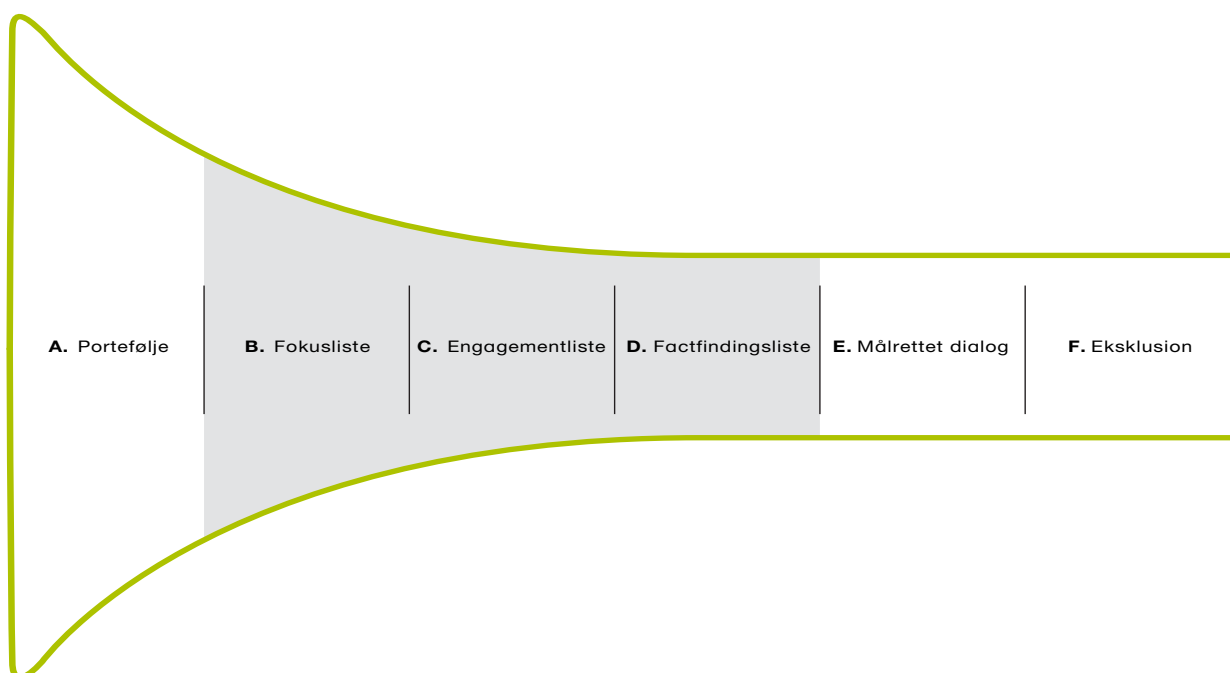 A. Portefølje
B. Fokusliste
C. Engagementliste
D. Factfindingsliste
E. Målrettet dialog
F. Eksklusion